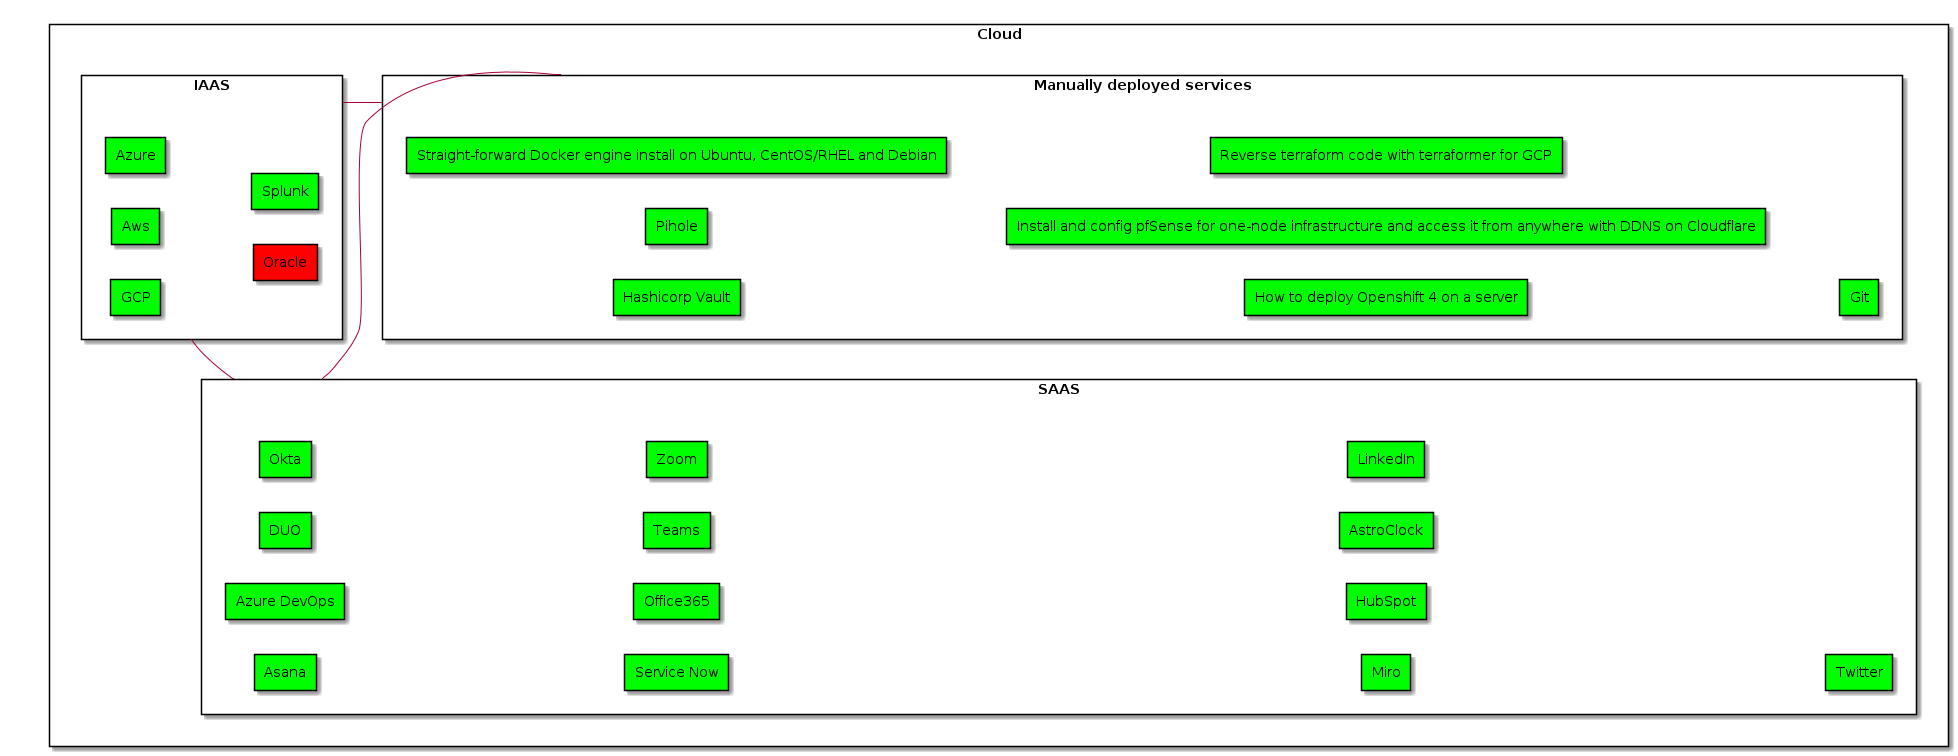 Cloud
IAAS
Azure
Splunk
Aws
Oracle
GCP
Manually deployed services
Straight-forward Docker engine install on Ubuntu, CentOS/RHEL and Debian
Reverse terraform code with terraformer for GCP
Pihole
Install and config pfSense for one-node infrastructure and access it from anywhere with DDNS on Cloudflare
Hashicorp Vault
How to deploy Openshift 4 on a server
Git
SAAS
Okta
Zoom
LinkedIn
DUO
Teams
AstroClock
Azure DevOps
Office365
HubSpot
Asana
Service Now
Miro
Twitter